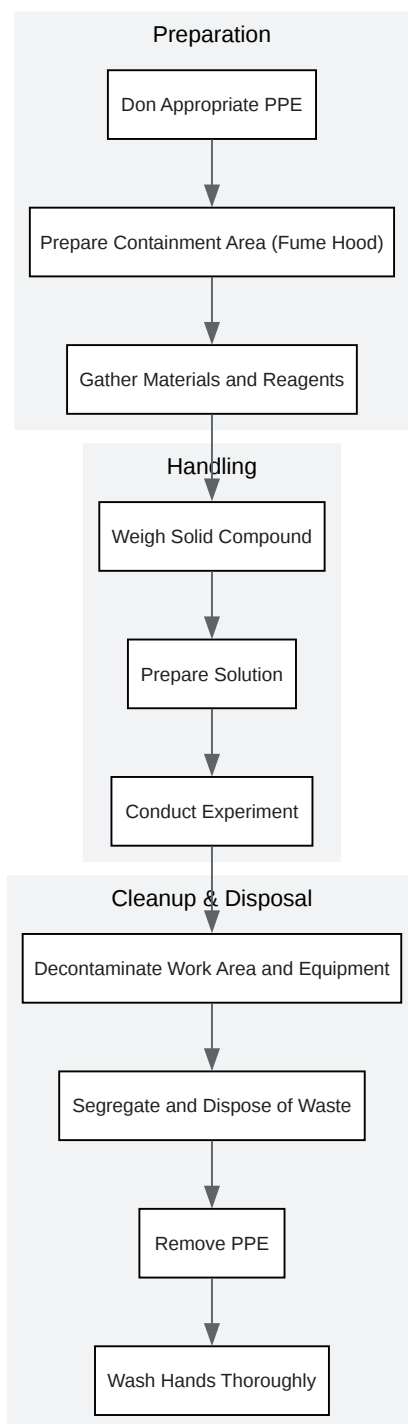 Preparation
Don Appropriate PPE
Prepare Containment Area (Fume Hood)
Gather Materials and Reagents
Handling
Weigh Solid Compound
Prepare Solution
Conduct Experiment
Cleanup & Disposal
Decontaminate Work Area and Equipment
Segregate and Dispose of Waste
Remove PPE
Wash Hands Thoroughly